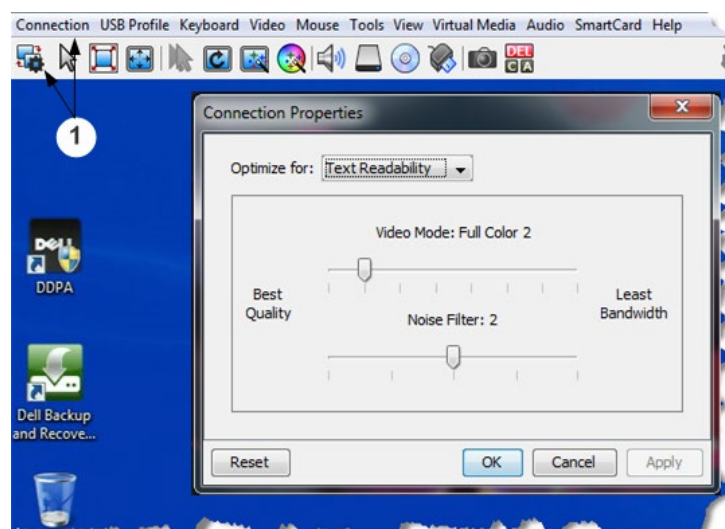 Connection USB Profile Keyboard Video Mouse Tools View Virtual Media Audio SmartCard Help
DEL
CA
1
Connection Properties
Optimize for: Text Readability
Video Mode: Full Color 2
Best
Quality
Least
Bandwidth
Noise Filter: 2
Reset OK Cancel Apply
DELL
DDPA
Dell Backup
and Recove...